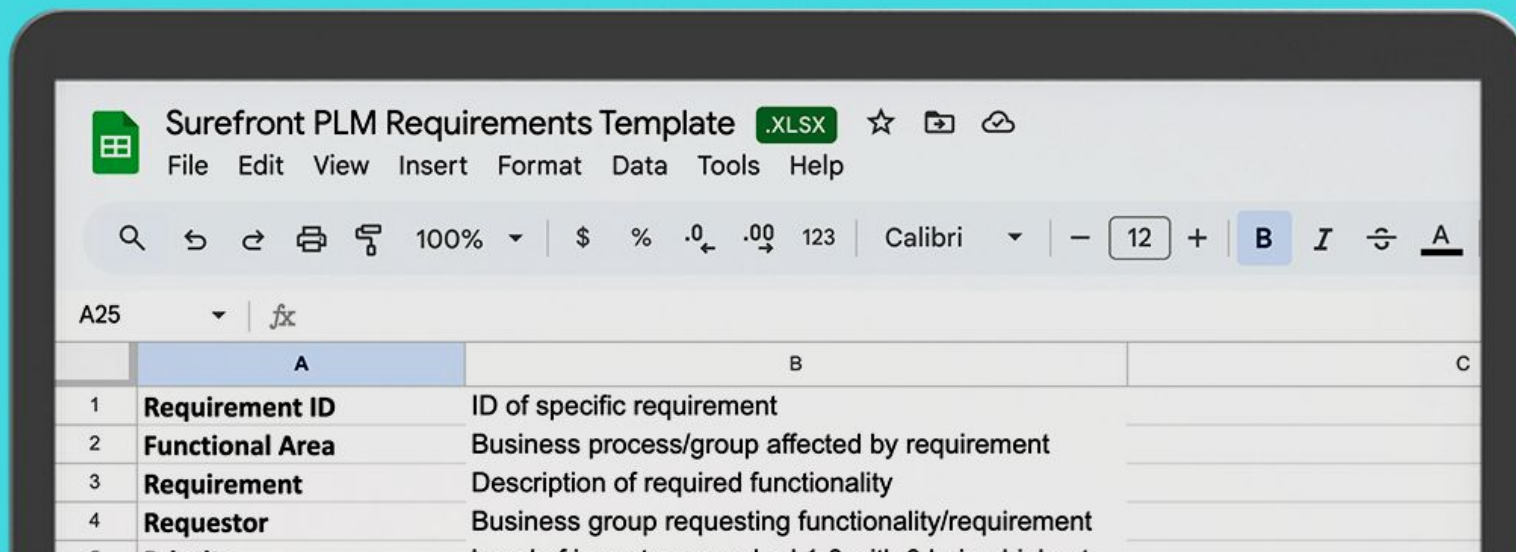 Surefront PLM Requirements Template .XLSX
File Edit View Insert Format Data Tools Help
100% $ % .0 .00 123 Calibri − 12 + B I S A
A25 fx
A B C
1 Requirement ID ID of specific requirement
2 Functional Area Business process/group affected by requirement
3 Requirement Description of required functionality
4 Requestor Business group requesting functionality/requirement